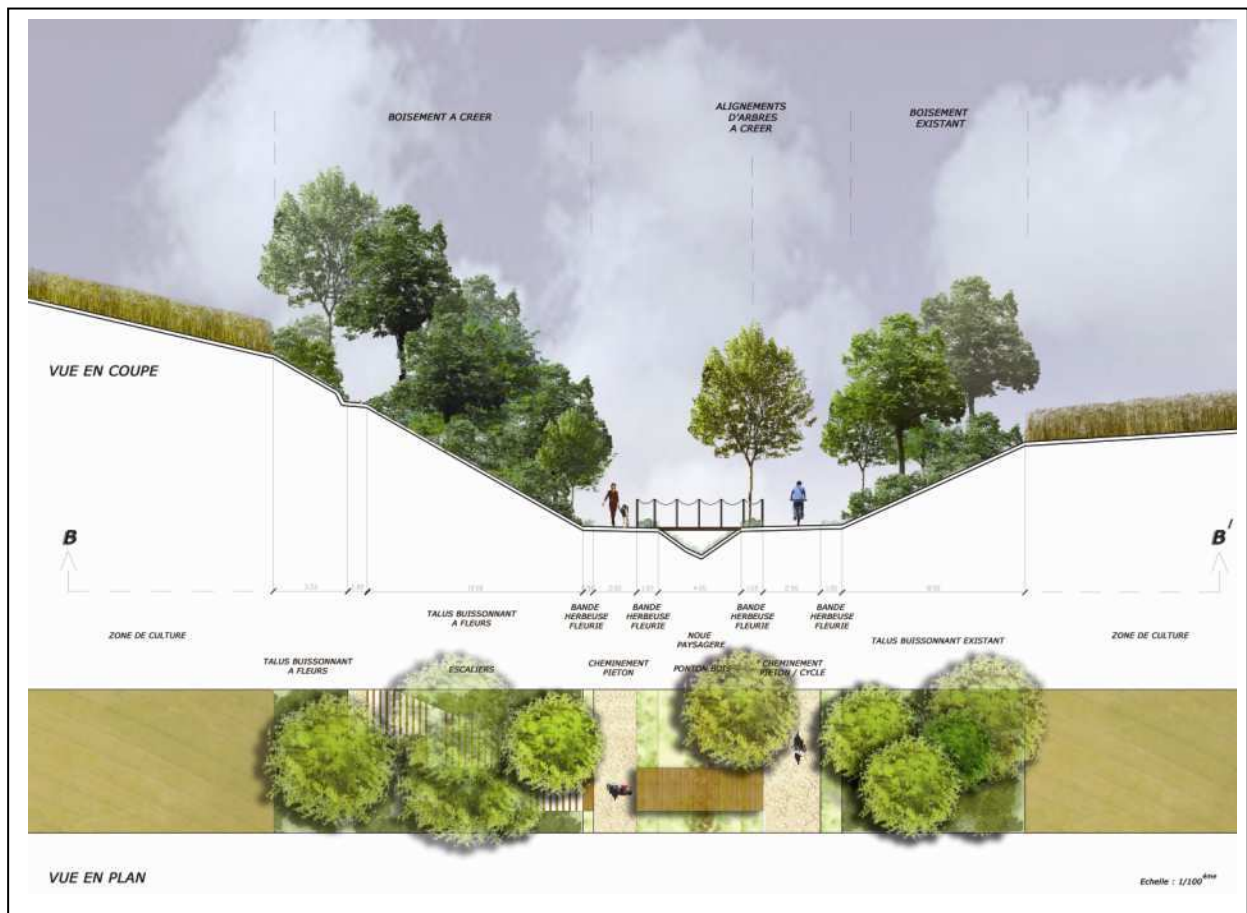 BOISEMENT A CREER
ALIGNEMENTS
D'ARBRES
A CREER
BOISEMENT
EXISTANT
VUE EN COUPE
B
B'
ZONE DE CULTURE
TALUS BUISSONNANT
A FLEURS
TALUS BUISSONNANT
A FLEURS
ESCALIERS
BANDE
HERBEUSE
FLEURIE
CHEMINEMENT
PIETON
BANDE
HERBEUSE
FLEURIE
NOUE
PAYSAGERE
PONTON BOIS
BANDE
HERBEUSE
FLEURIE
CHEMINEMENT
PIETON / CYCLE
BANDE
HERBEUSE
FLEURIE
TALUS BUISSONNANT EXISTANT
ZONE DE CULTURE
VUE EN PLAN
Echelle : 1/100ème